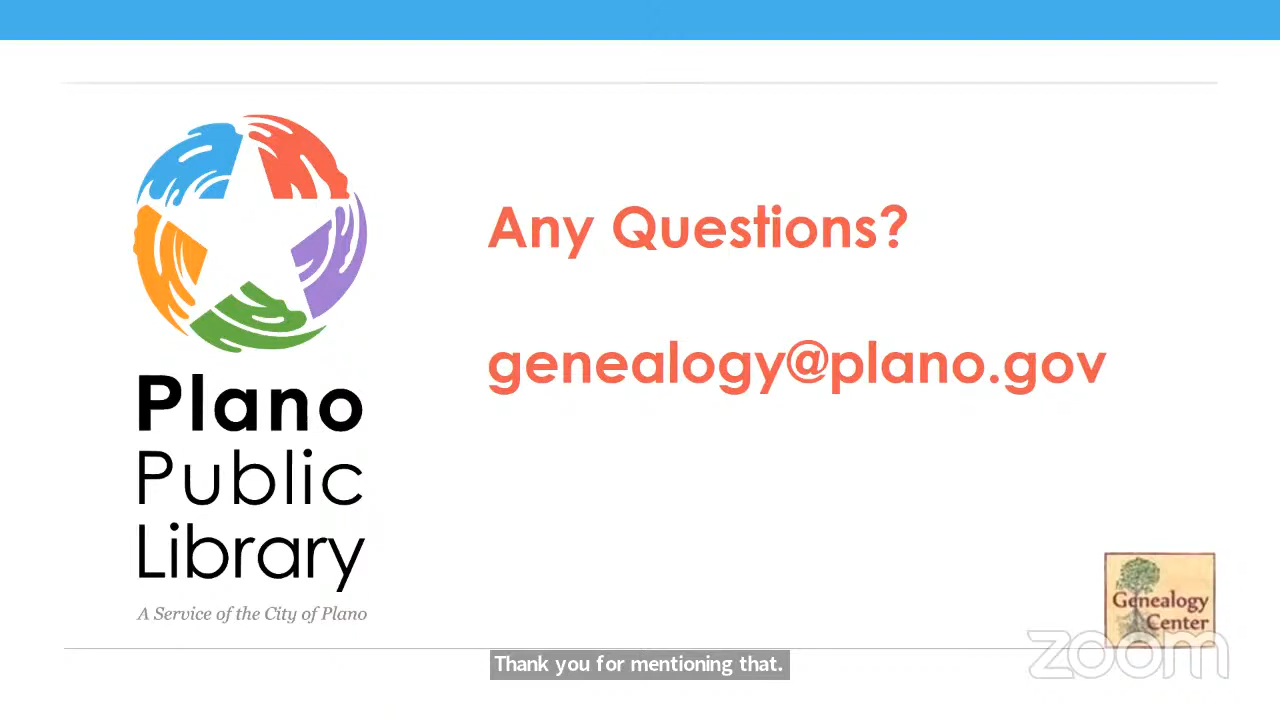 Any Questions?
genealogy@plano.gov
Plano
Public
Library
A Service of the City of Plano
Genealogy
Center
zoom
Thank you for mentioning that.